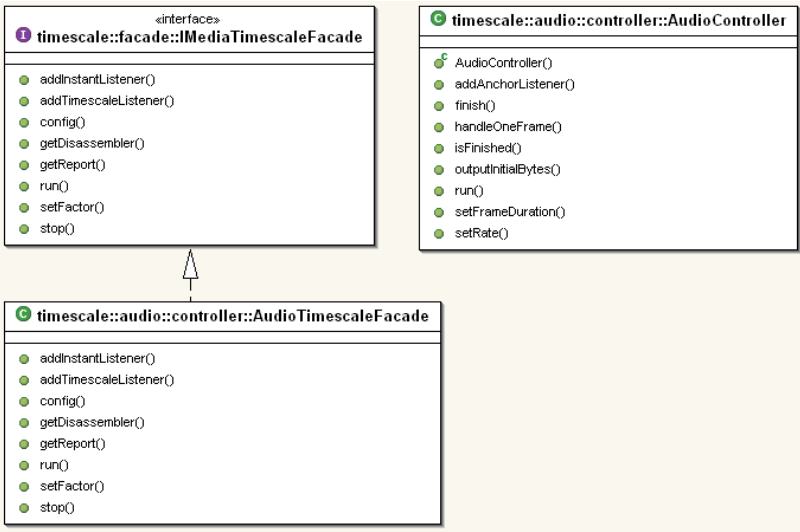 «interface»
I timescale::facade::IMediaTimescaleFacade
addInstantListener()
addTimescaleListener()
config()
getDisassembler()
getReport()
run()
setFactor()
stop()
C timescale::audio::controller::AudioController
C AudioController()
addAnchorListener()
finish()
handleOneFrame()
isFinished()
outputInitialBytes()
run()
setFrameDuration()
setRate()
C timescale::audio::controller::AudioTimescaleFacade
addInstantListener()
addTimescaleListener()
config()
getDisassembler()
getReport()
run()
setFactor()
stop()